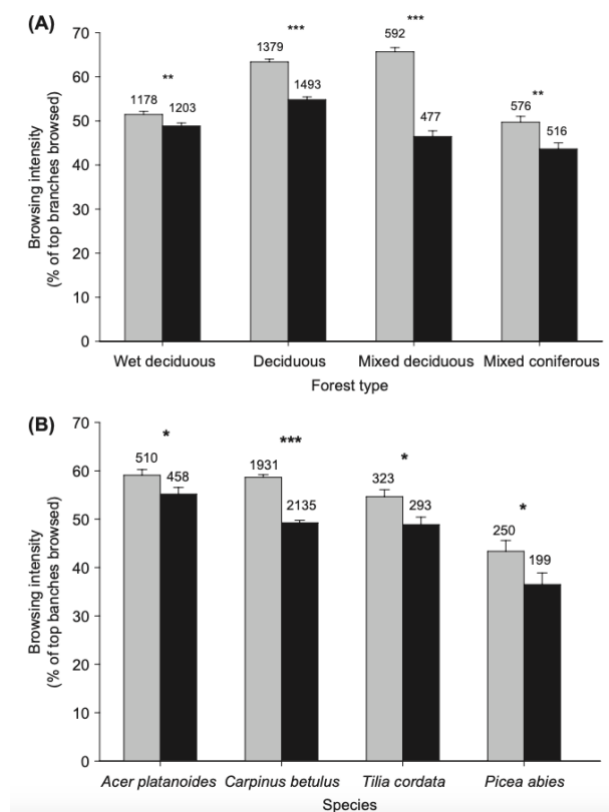 (A)
Browsing intensity
(% of top branches browsed)
70
60
50
40
30
20
10
0
** *** *** **
1178 1203 1379 1493 592 477 576 516
Wet deciduous Deciduous Mixed deciduous Mixed coniferous
Forest type
(B)
Browsing intensity
(% of top banches browsed)
70
60
50
40
30
20
10
0
* *** * *
510 458 1931 2135 323 293 250 199
Acer platanoides Carpinus betulus Tilia cordata Picea abies
Species